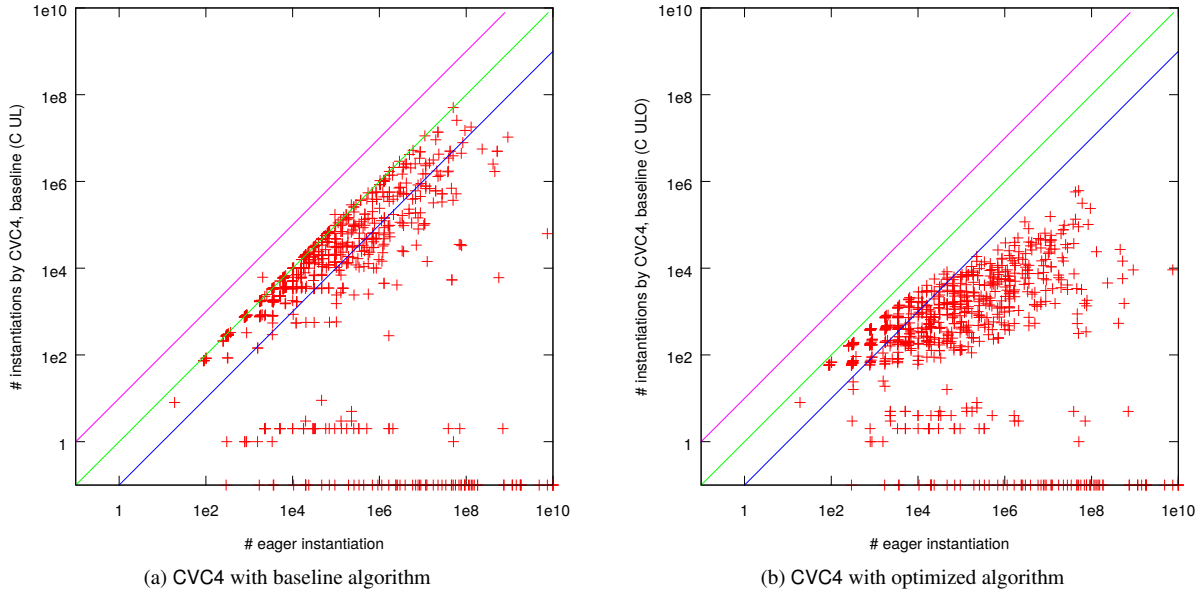 1e10
1e8
1e6
1e4
1e2
1
# instantiations by CVC4, baseline (C UL)
1 1e2 1e4 1e6 1e8 1e10
# eager instantiation
(a) CVC4 with baseline algorithm
1e10
1e8
1e6
1e4
1e2
1
# instantiations by CVC4, baseline (C ULO)
1 1e2 1e4 1e6 1e8 1e10
# eager instantiation
(b) CVC4 with optimized algorithm